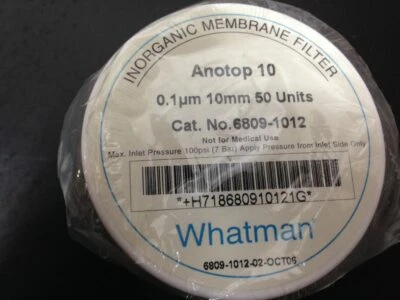 INORGANIC MEMBRANE FILTER
Anotop 10
0.1µm 10mm 50 Units
Cat. No.6809-1012
Not for Medical Use
Max. Inlet Pressure 100psi (7 Bar) Apply Pressure from Inlet Side Only
*+H718680910121G*
Whatman
6809-1012-02-OCT06